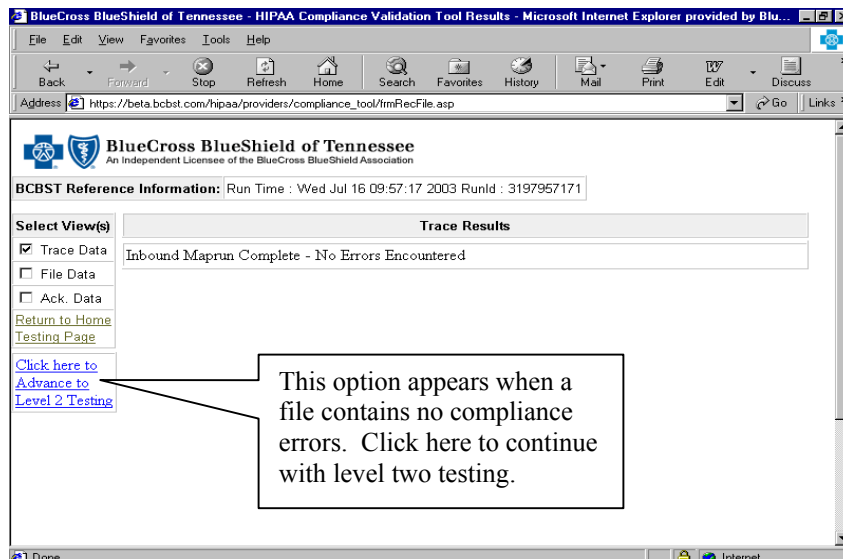 BlueCross BlueShield of Tennessee - HIPAA Compliance Validation Tool Results - Microsoft Internet Explorer provided by Blu...
File Edit View Favorites Tools Help
Back Forward Stop Refresh Home Search Favorites History Mail Print Edit Discuss
Address https://beta.bcbst.com/hipaa/providers/compliance_tool/frmRecFile.asp Go Links
BlueCross BlueShield of Tennessee
An Independent Licensee of the BlueCross BlueShield Association
BCBST Reference Information: Run Time : Wed Jul 16 09:57:17 2003 RunId : 3197957171
Select View(s)
Trace Data
File Data
Ack. Data
Return to Home
Testing Page
Click here to
Advance to
Level 2 Testing
Trace Results
Inbound Maprun Complete - No Errors Encountered
This option appears when a
file contains no compliance
errors. Click here to continue
with level two testing.
Done Internet